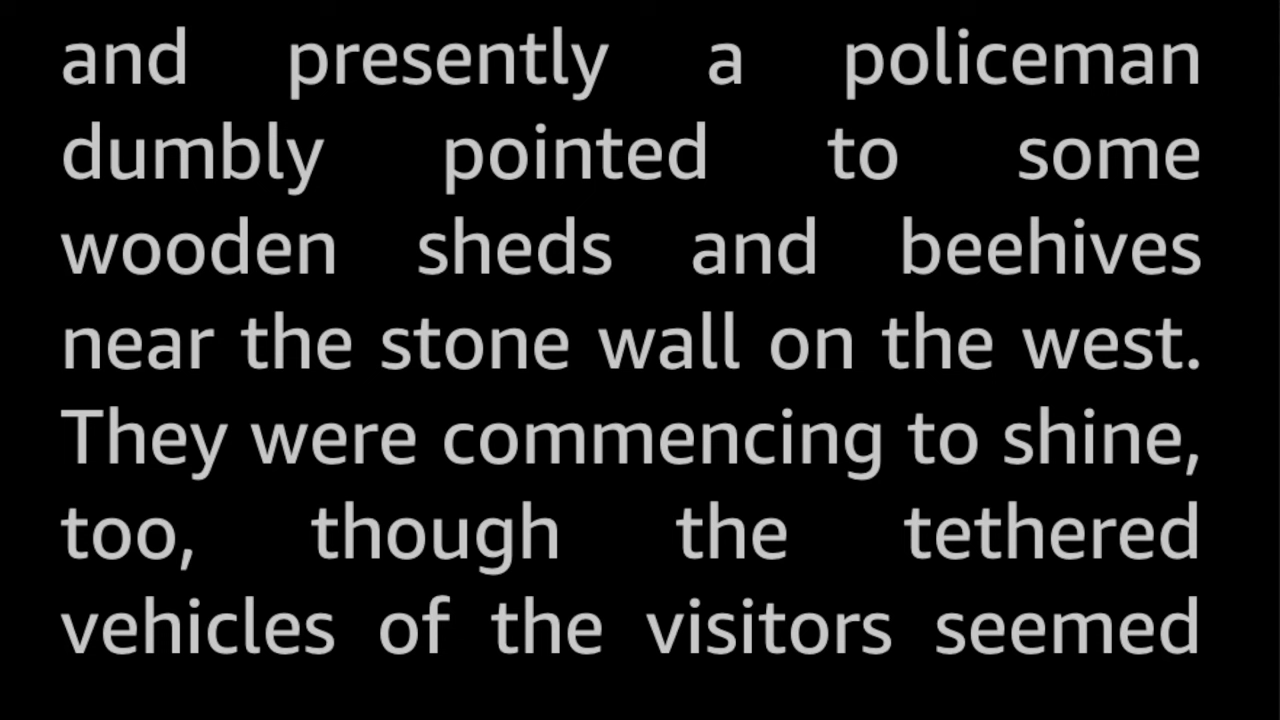 and presently a policeman
dumbly pointed to some
wooden sheds and beehives
near the stone wall on the west.
They were commencing to shine,
too, though the tethered
vehicles of the visitors seemed